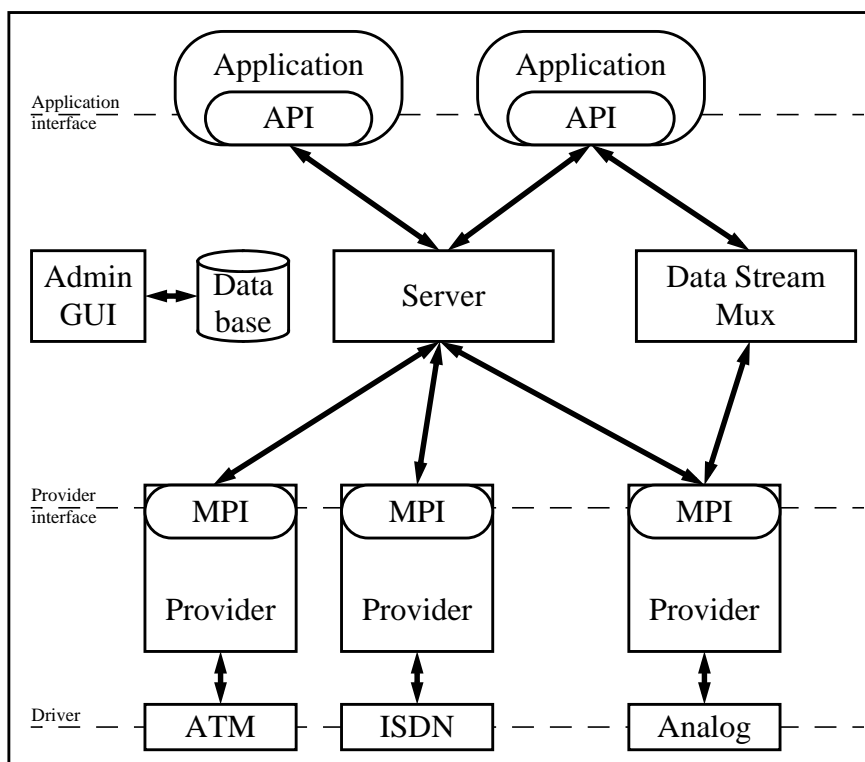 Application
Application
Application
interface
API
API
Admin
GUI
Data
base
Server
Data Stream
Mux
Provider
interface
MPI
MPI
MPI
Provider
Provider
Provider
Driver
ATM
ISDN
Analog